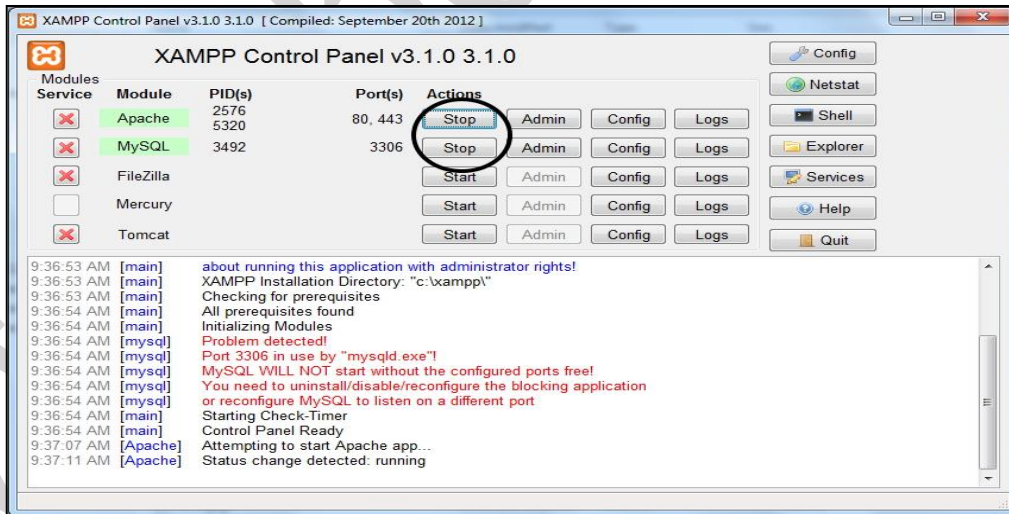 XAMPP Control Panel v3.1.0 3.1.0 [ Compiled: September 20th 2012 ]
XAMPP Control Panel v3.1.0 3.1.0
Config
Modules
Service Module PID(s) Port(s) Actions
Netstat
Apache 2576 5320 80, 443 Stop Admin Config Logs
Shell
MySQL 3492 3306 Stop Admin Config Logs
Explorer
FileZilla Start Admin Config Logs
Services
Mercury Start Admin Config Logs
Help
Tomcat Start Admin Config Logs
Quit
9:36:53 AM [main] about running this application with administrator rights!
9:36:53 AM [main] XAMPP Installation Directory: "c:\xampp\"
9:36:53 AM [main] Checking for prerequisites
9:36:54 AM [main] All prerequisites found
9:36:54 AM [main] Initializing Modules
9:36:54 AM [mysql] Problem detected!
9:36:54 AM [mysql] Port 3306 in use by "mysqld.exe"!
9:36:54 AM [mysql] MySQL WILL NOT start without the configured ports free!
9:36:54 AM [mysql] You need to uninstall/disable/reconfigure the blocking application
9:36:54 AM [mysql] or reconfigure MySQL to listen on a different port
9:36:54 AM [main] Starting Check-Timer
9:36:54 AM [main] Control Panel Ready
9:37:07 AM [Apache] Attempting to start Apache app...
9:37:11 AM [Apache] Status change detected: running